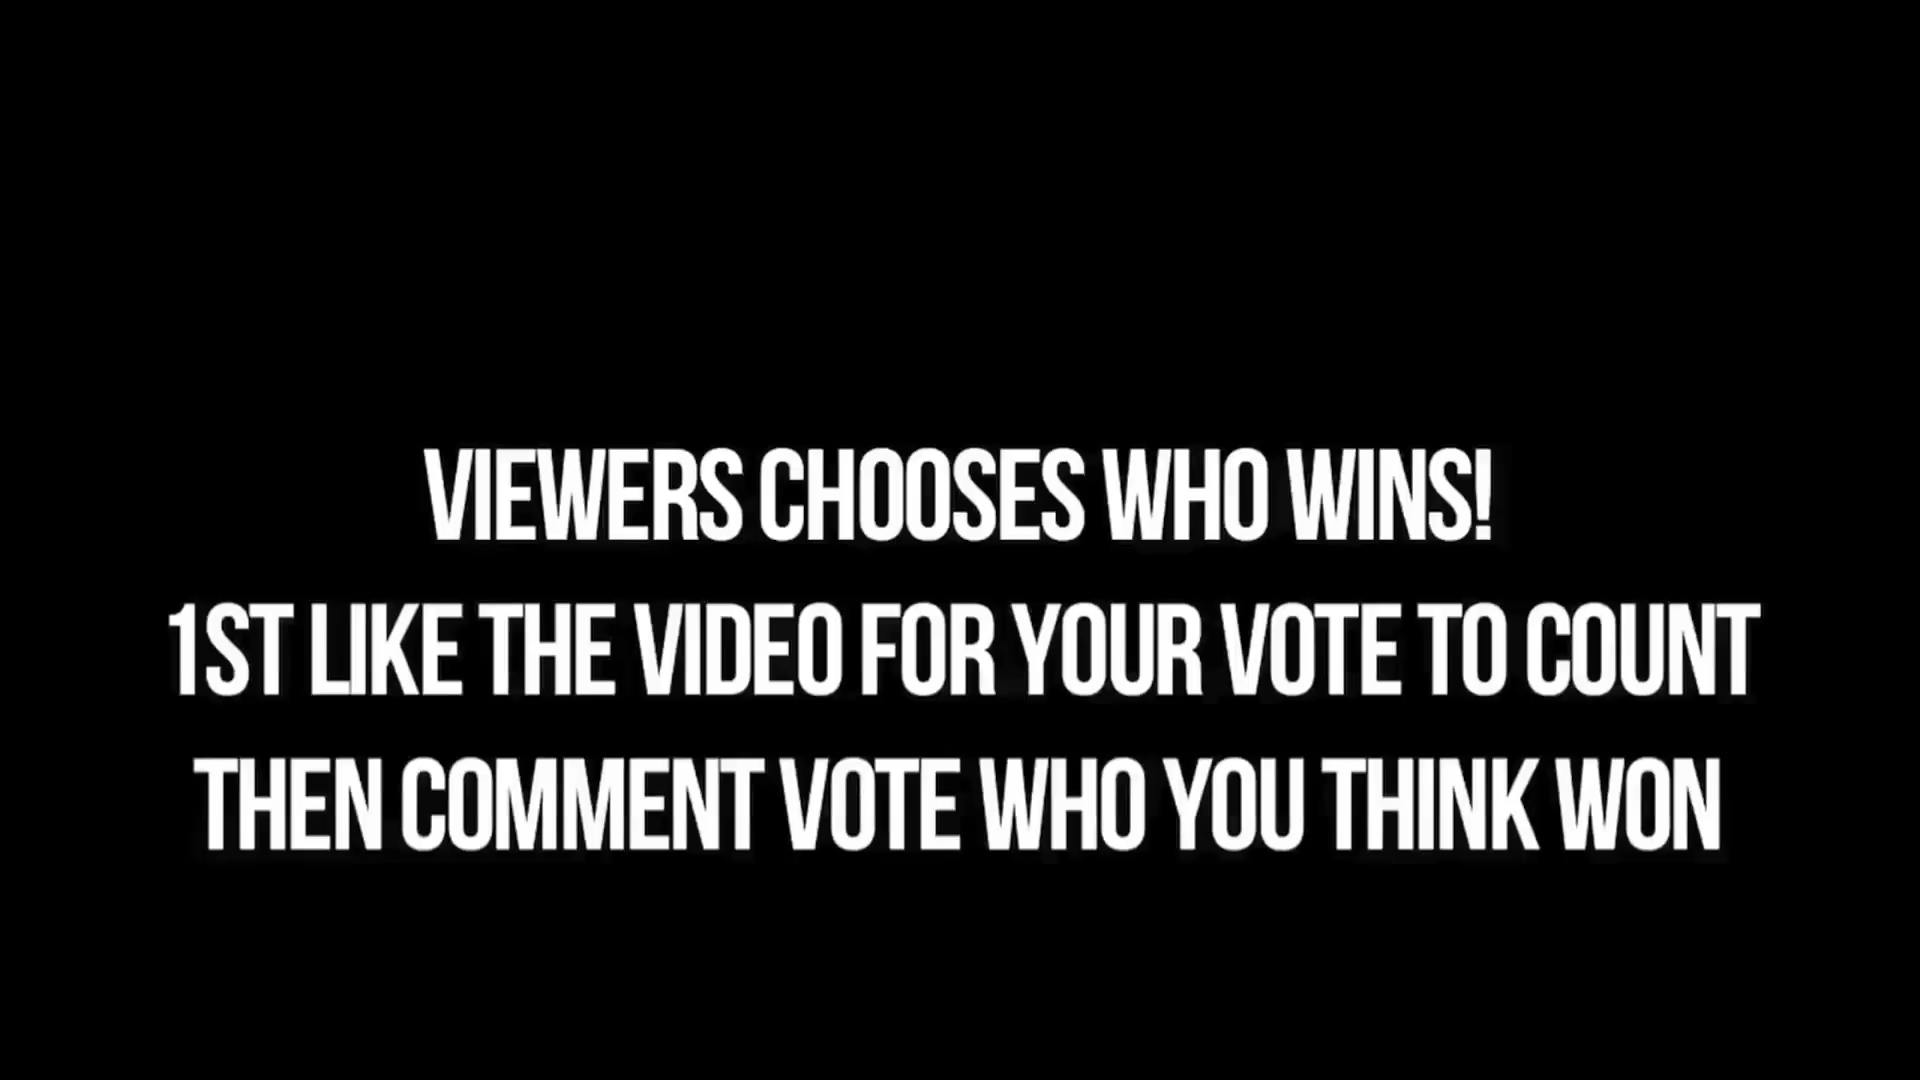 VIEWERS CHOOSES WHO WINS!
1ST LIKE THE VIDEO FOR YOUR VOTE TO COUNT
THEN COMMENT VOTE WHO YOU THINK WON